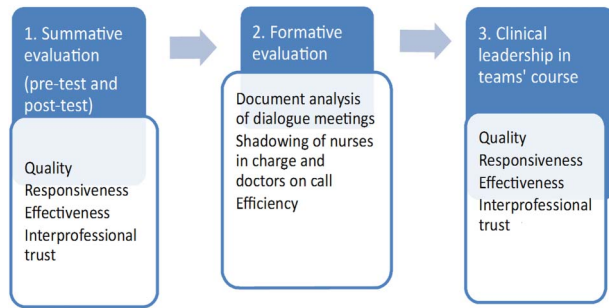 1. Summative
evaluation
(pre-test and
post-test)
Quality
Responsiveness
Effectiveness
Interprofessional
trust
2. Formative
evaluation
Document analysis
of dialogue meetings
Shadowing of nurses
in charge and
doctors on call
Efficiency
3. Clinical
leadership in
teams' course
Quality
Responsiveness
Effectiveness
Interprofessional
trust